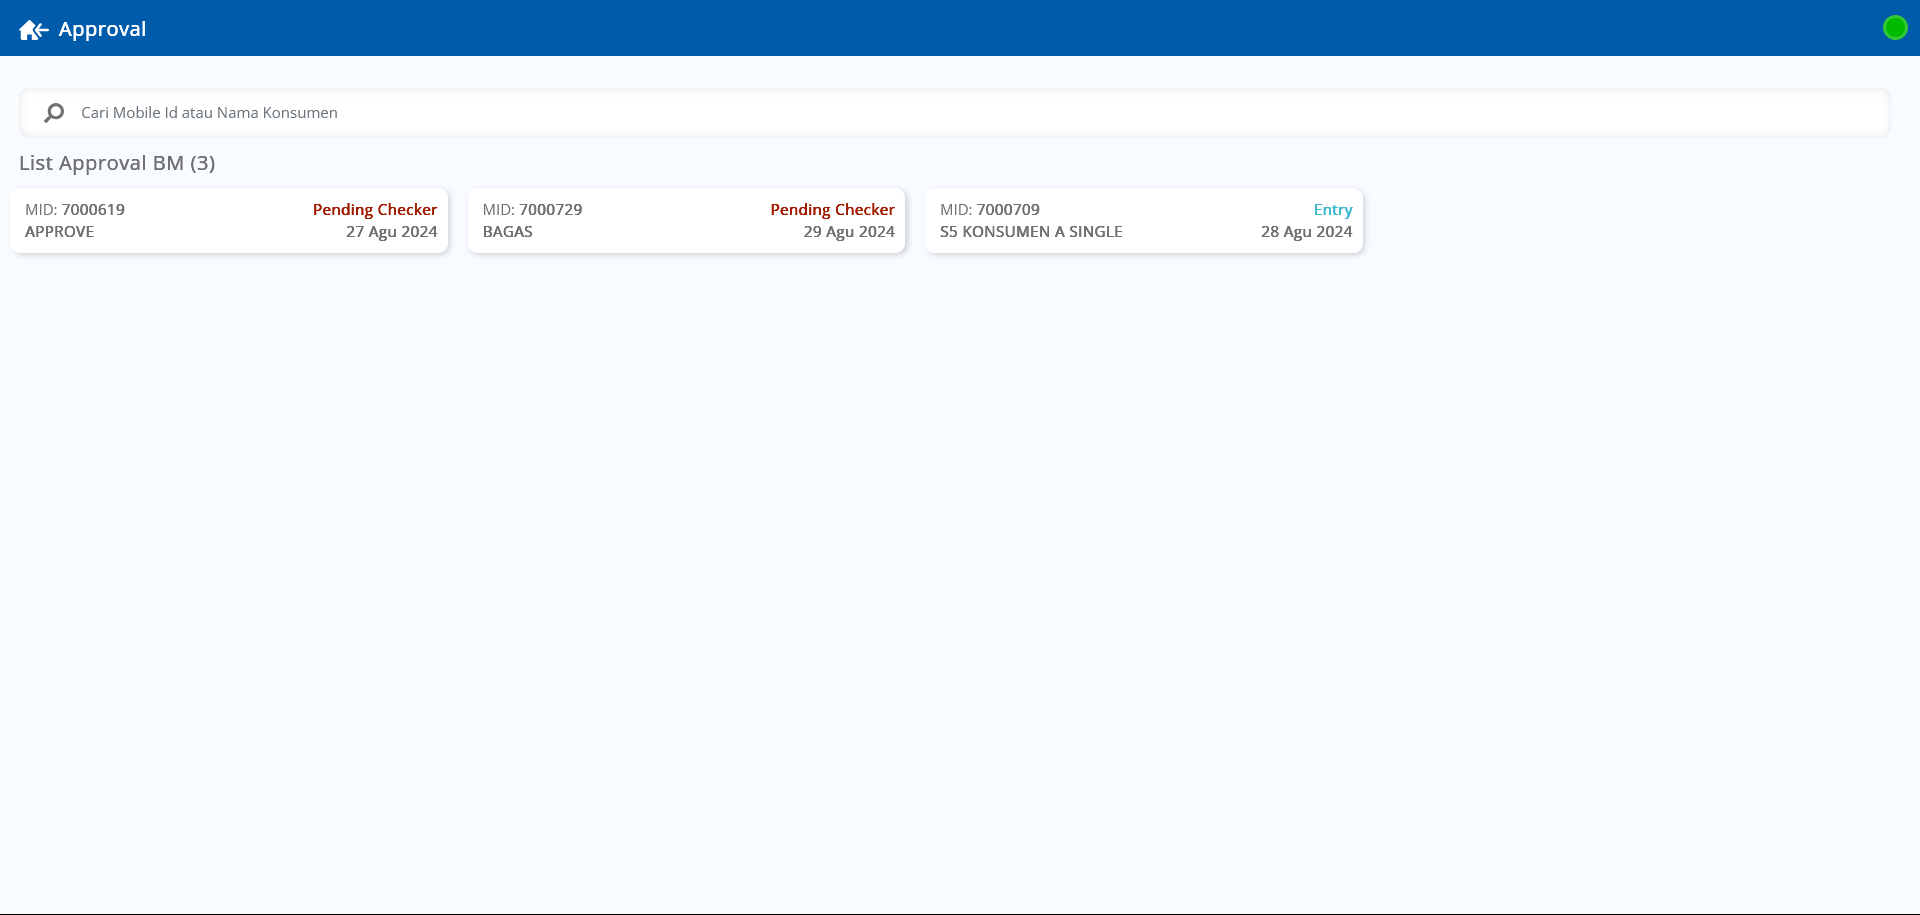 Approval
Cari Mobile Id atau Nama Konsumen
List Approval BM (3)
MID: 7000619 Pending Checker
APPROVE 27 Agu 2024
MID: 7000729 Pending Checker
BAGAS 29 Agu 2024
MID: 7000709 Entry
S5 KONSUMEN A SINGLE 28 Agu 2024